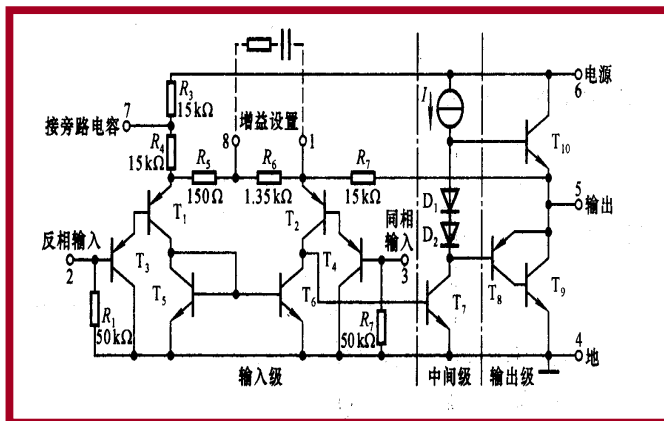 电源
6
R3
15kΩ
I
7
接旁路电容
增益设置
8
1
T10
R4
15kΩ
R5
150Ω
R6
1.35kΩ
R7
15kΩ
D1
5
输出
T1
T2
同相
输入
D2
反相输入
2
T3
T4
3
T8
T9
T5
T6
T7
R1
50kΩ
R7
50kΩ
4
地
输入级
中间级
输出级